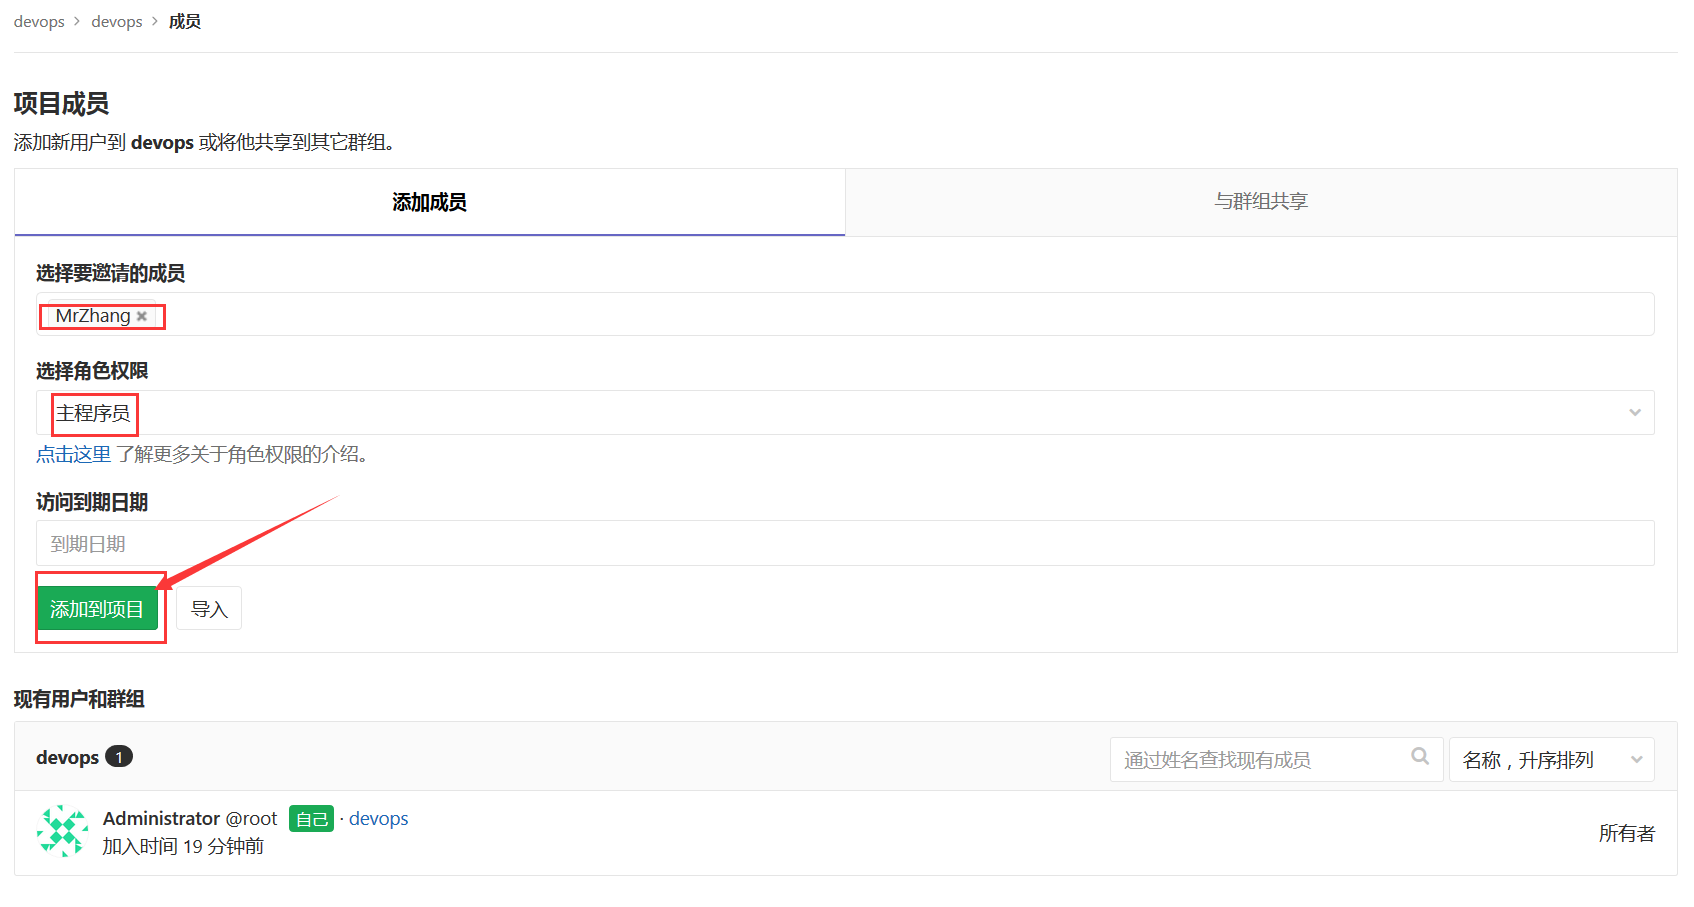 devops > devops > 成员
项目成员
添加新用户到 devops 或将他共享到其它群组。
添加成员
与群组共享
选择要邀请的成员
MrZhang ×
选择角色权限
主程序员
点击这里 了解更多关于角色权限的介绍。
访问到期日期
到期日期
添加到项目
导入
现有用户和群组
devops 1
通过姓名查找现有成员
名称，升序排列
Administrator @root 自己 · devops
加入时间 19 分钟前
所有者